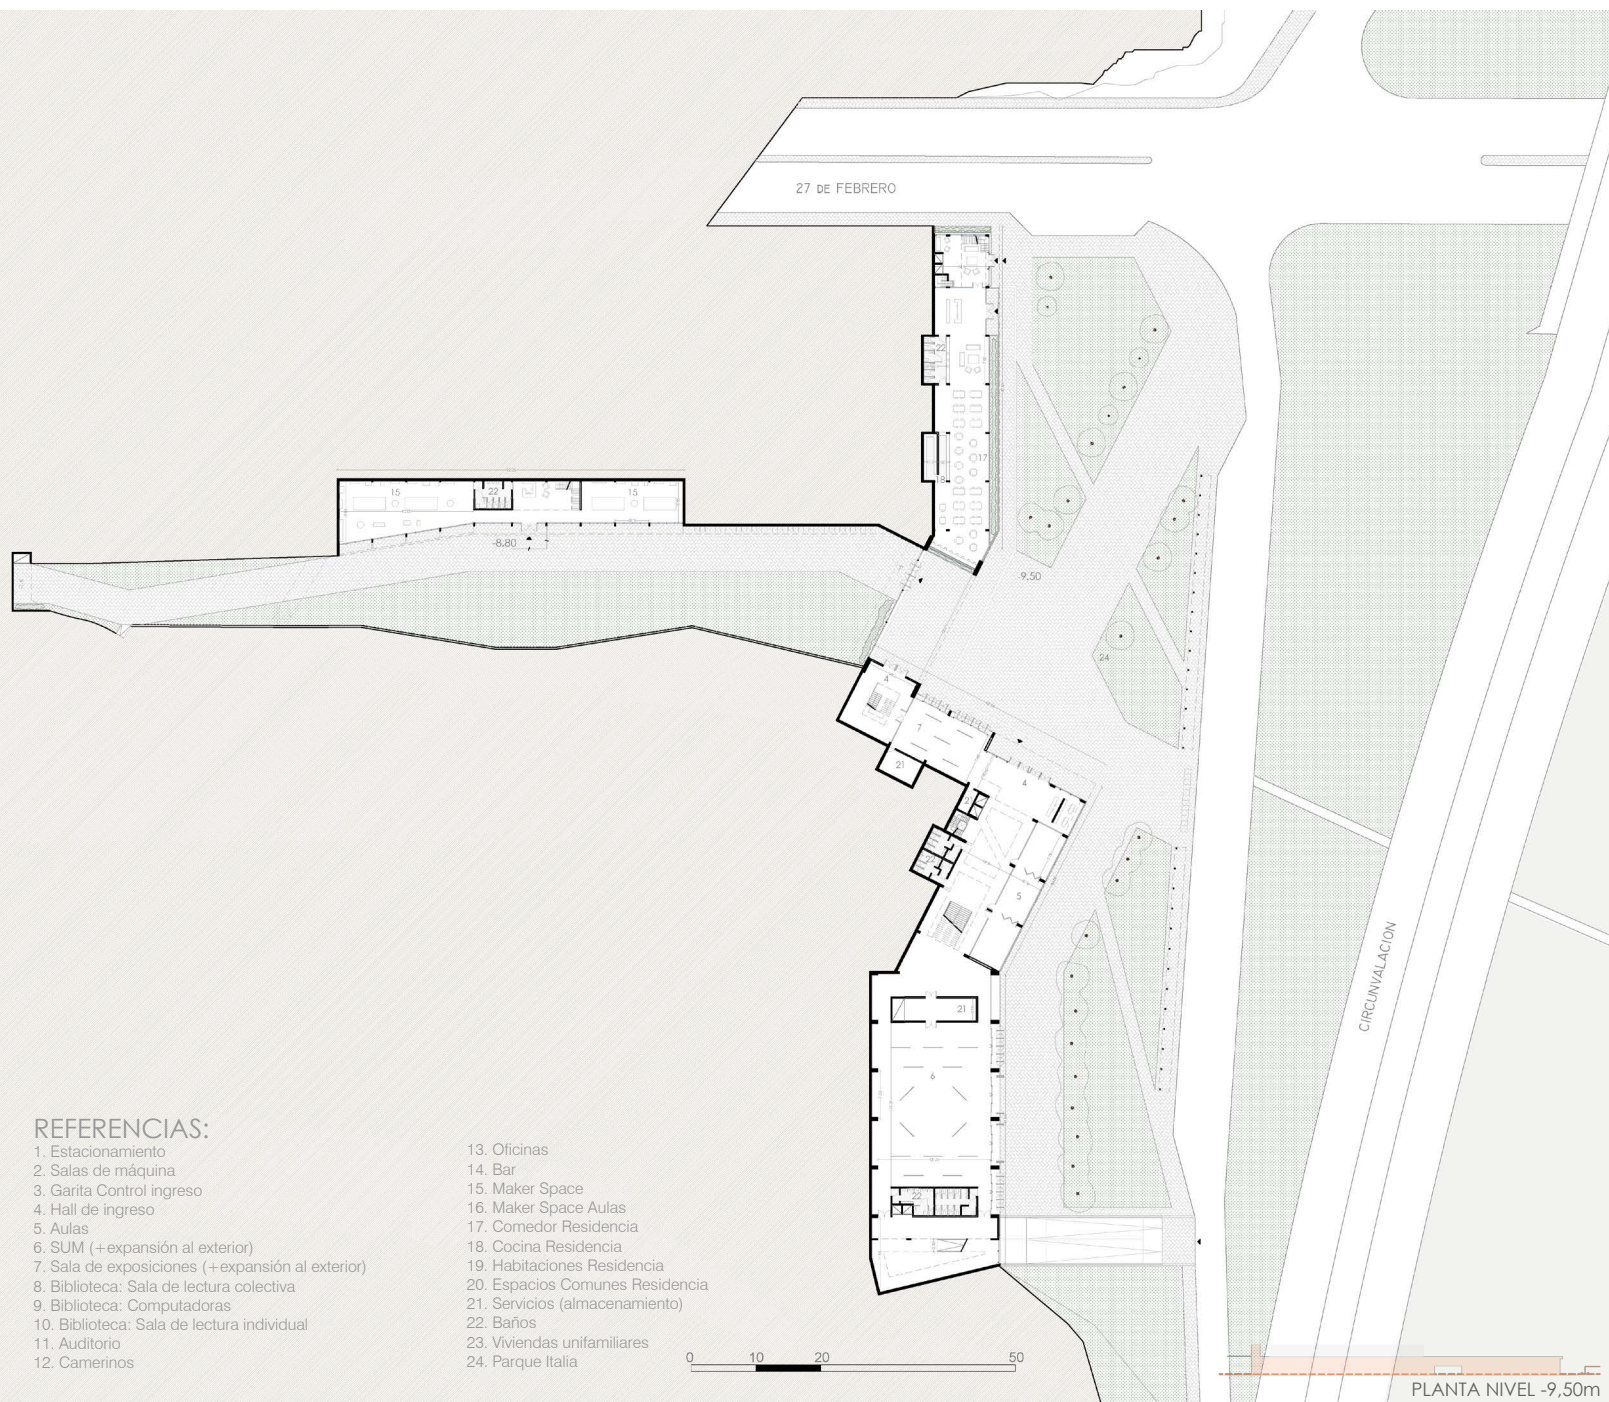 27 DE FEBRERO
22
17
18
15
22
15
-8,80
-9,50
24
4
7
21
4
2
22
5
21
6
22
CIRCUNVALACION
REFERENCIAS:
1. Estacionamiento
2. Salas de máquina
3. Garita Control ingreso
4. Hall de ingreso
5. Aulas
6. SUM (+expansión al exterior)
7. Sala de exposiciones (+expansión al exterior)
8. Biblioteca: Sala de lectura colectiva
9. Biblioteca: Computadoras
10. Biblioteca: Sala de lectura individual
11. Auditorio
12. Camerinos
13. Oficinas
14. Bar
15. Maker Space
16. Maker Space Aulas
17. Comedor Residencia
18. Cocina Residencia
19. Habitaciones Residencia
20. Espacios Comunes Residencia
21. Servicios (almacenamiento)
22. Baños
23. Viviendas unifamiliares
24. Parque Italia
0 10 20 50
PLANTA NIVEL -9,50m